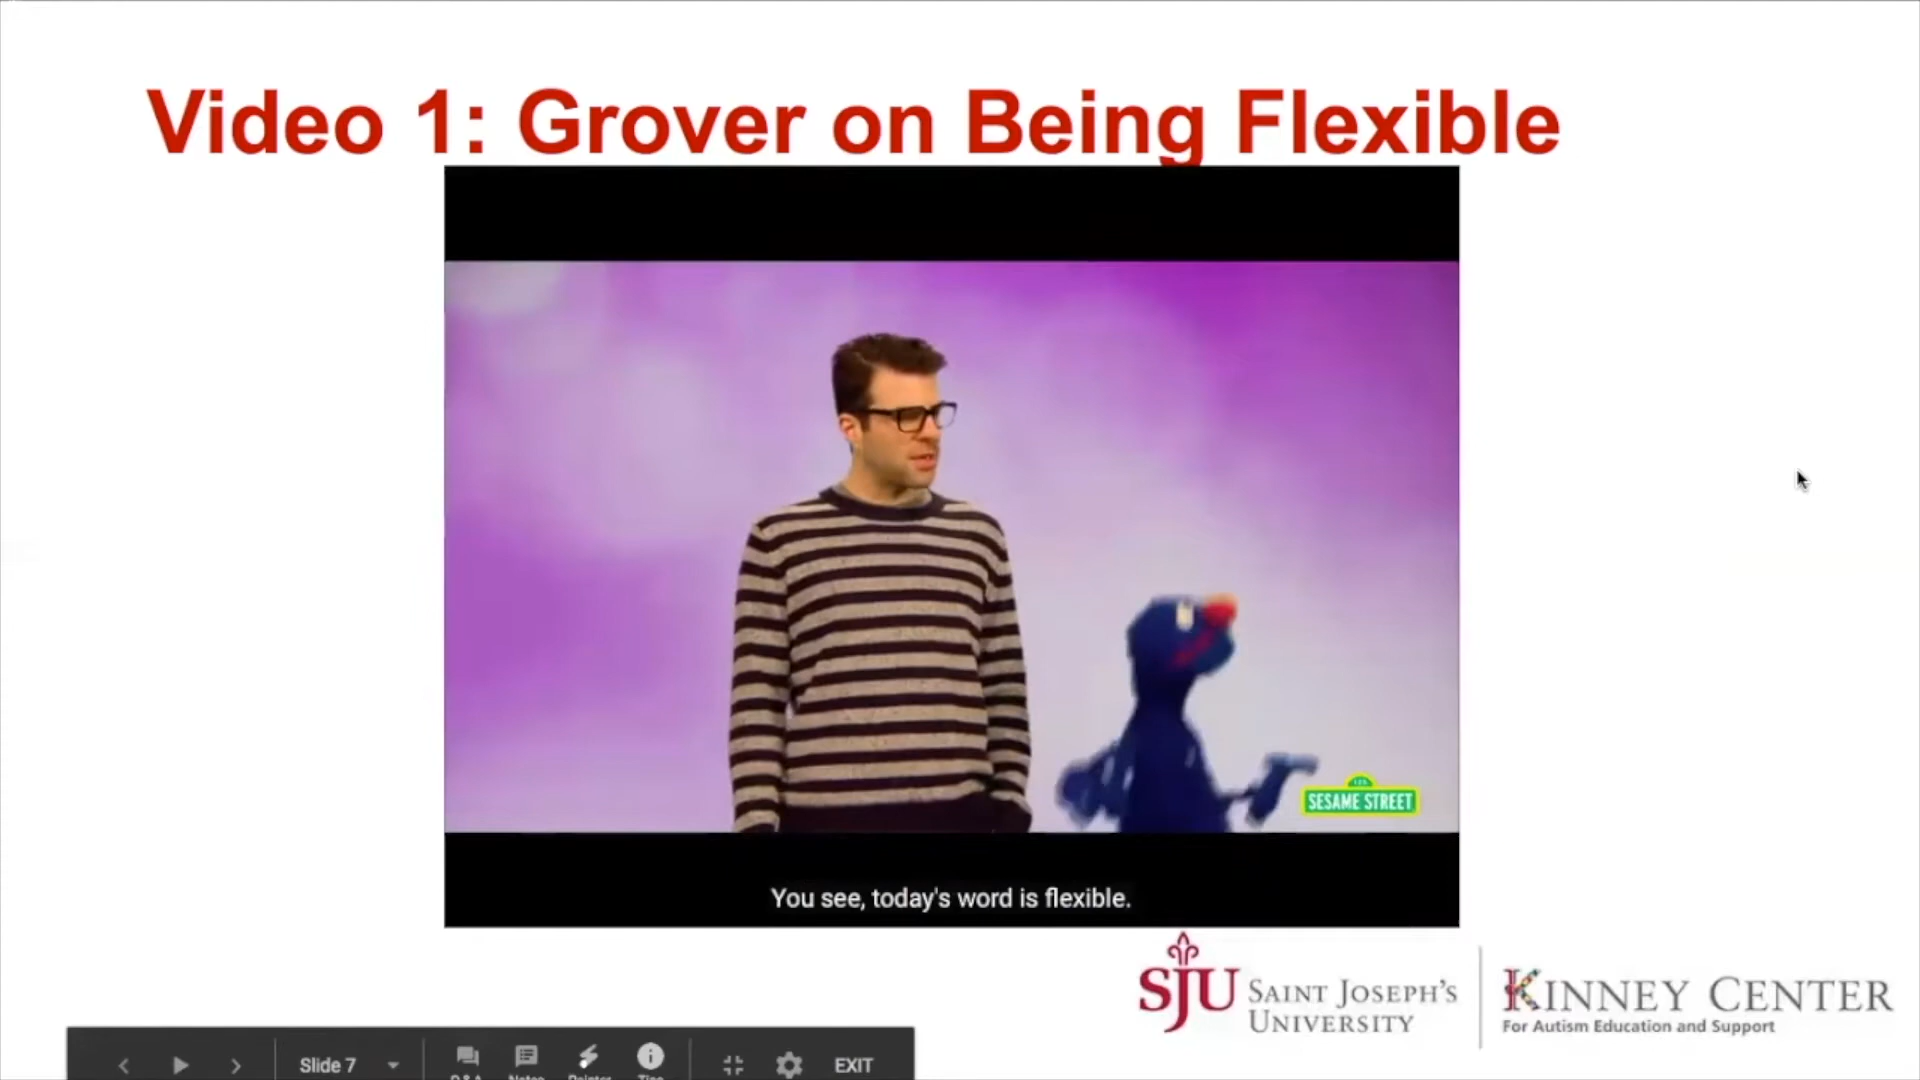 Video 1: Grover on Being Flexible
SESAME STREET
You see, today's word is flexible.
SJU SAINT JOSEPH'S UNIVERSITY
KINNEY CENTER
For Autism Education and Support
Slide 7
EXIT